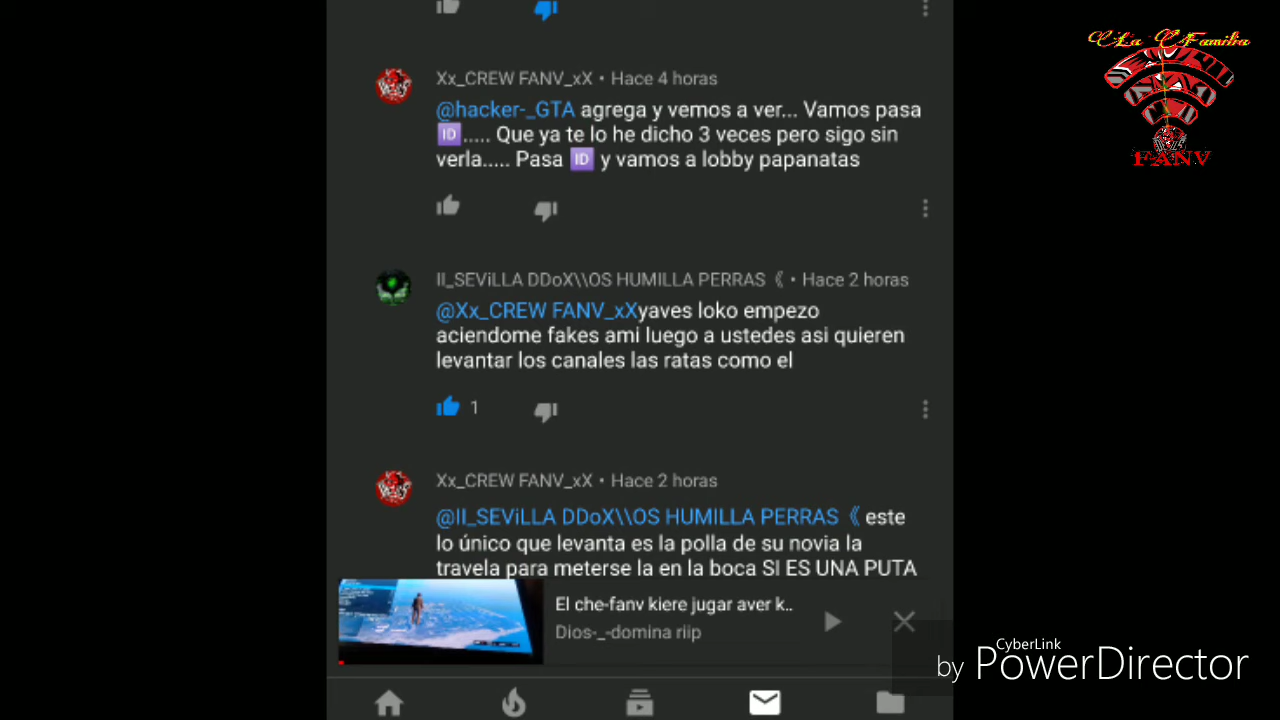 La Familia
FANV
Xx_CREW FANV_xX • Hace 4 horas
@hacker-_GTA agrega y vemos a ver... Vamos pasa
🆔..... Que ya te lo he dicho 3 veces pero sigo sin
verla..... Pasa 🆔 y vamos a lobby papanatas
II_SEViLLA DDoX\\OS HUMILLA PERRAS《 • Hace 2 horas
@Xx_CREW FANV_xXyaves loko empezo
aciendome fakes ami luego a ustedes asi quieren
levantar los canales las ratas como el
1
Xx_CREW FANV_xX • Hace 2 horas
@II_SEViLLA DDoX\\OS HUMILLA PERRAS《 este
lo único que levanta es la polla de su novia la
travela para meterse la en la boca SI ES UNA PUTA
El che-fanv kiere jugar aver k..
Dios-_-domina riip
CyberLink
by PowerDirector